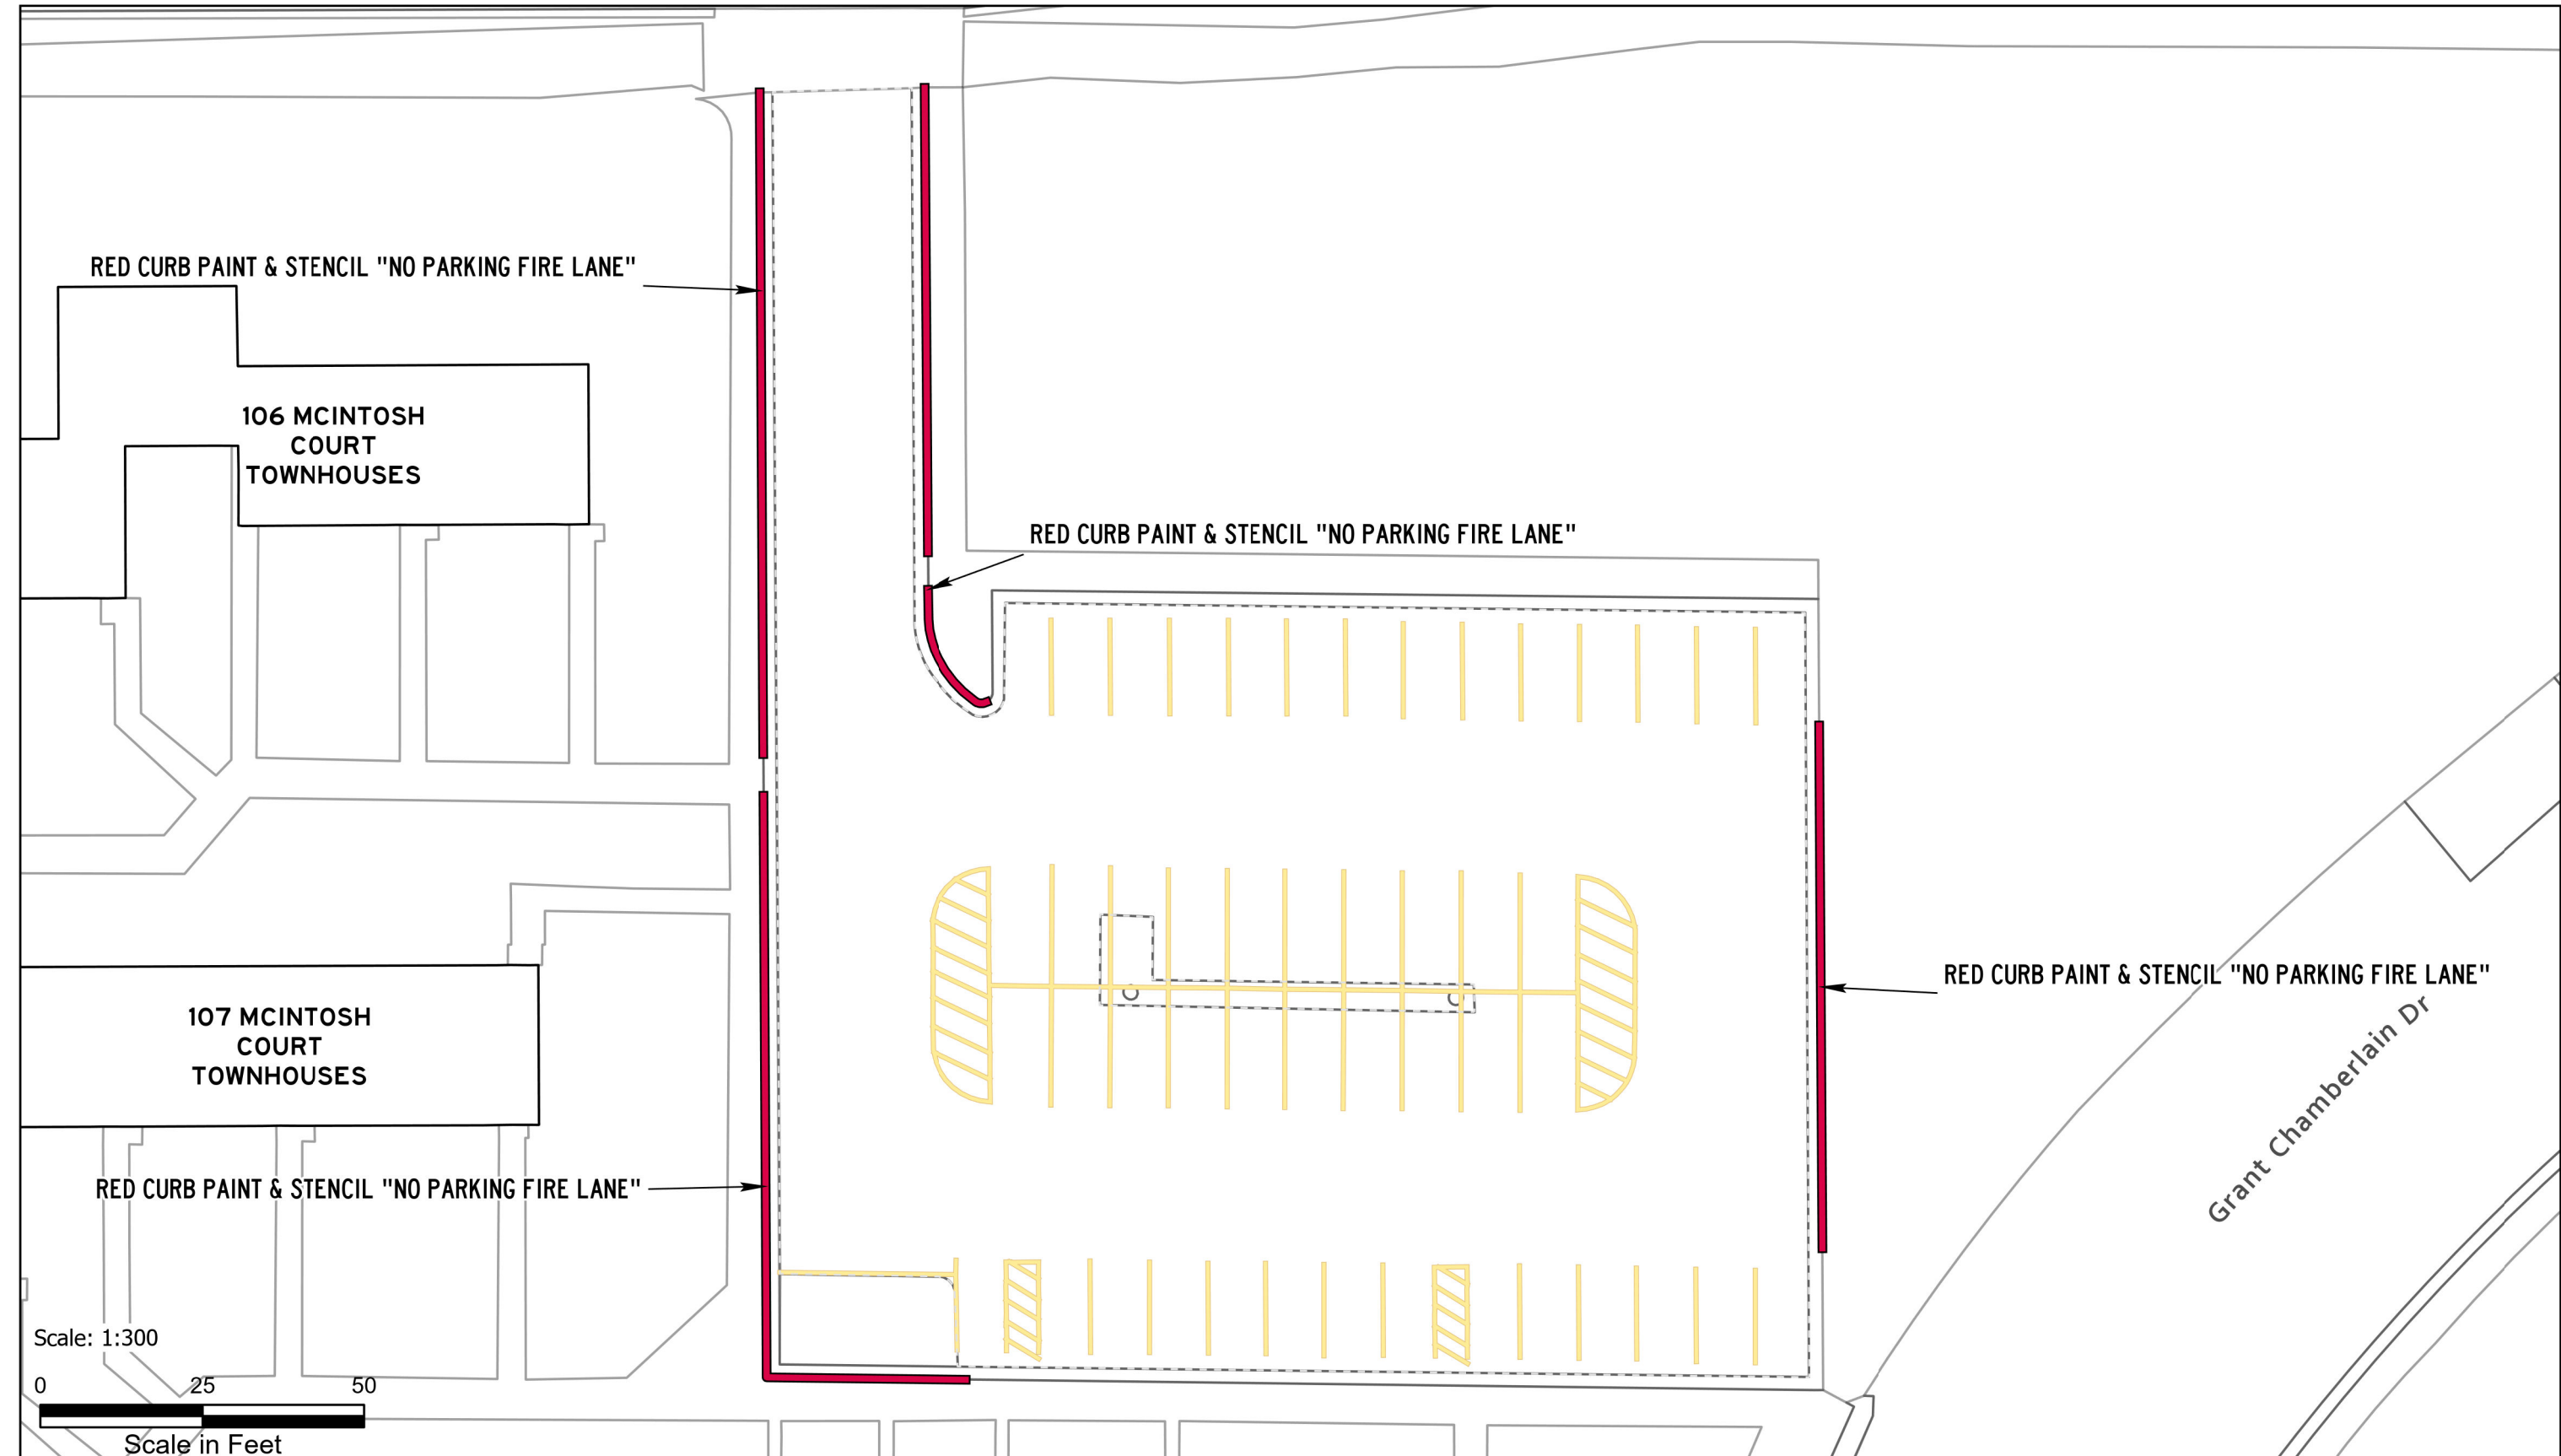 RED CURB PAINT & STENCIL "NO PARKING FIRE LANE"
106 MCINTOSH
COURT
TOWNHOUSES
RED CURB PAINT & STENCIL "NO PARKING FIRE LANE"
RED CURB PAINT & STENCIL "NO PARKING FIRE LANE"
107 MCINTOSH
COURT
TOWNHOUSES
Grant Chamberlain Dr
RED CURB PAINT & STENCIL "NO PARKING FIRE LANE"
Scale: 1:300
0 25 50
Scale in Feet